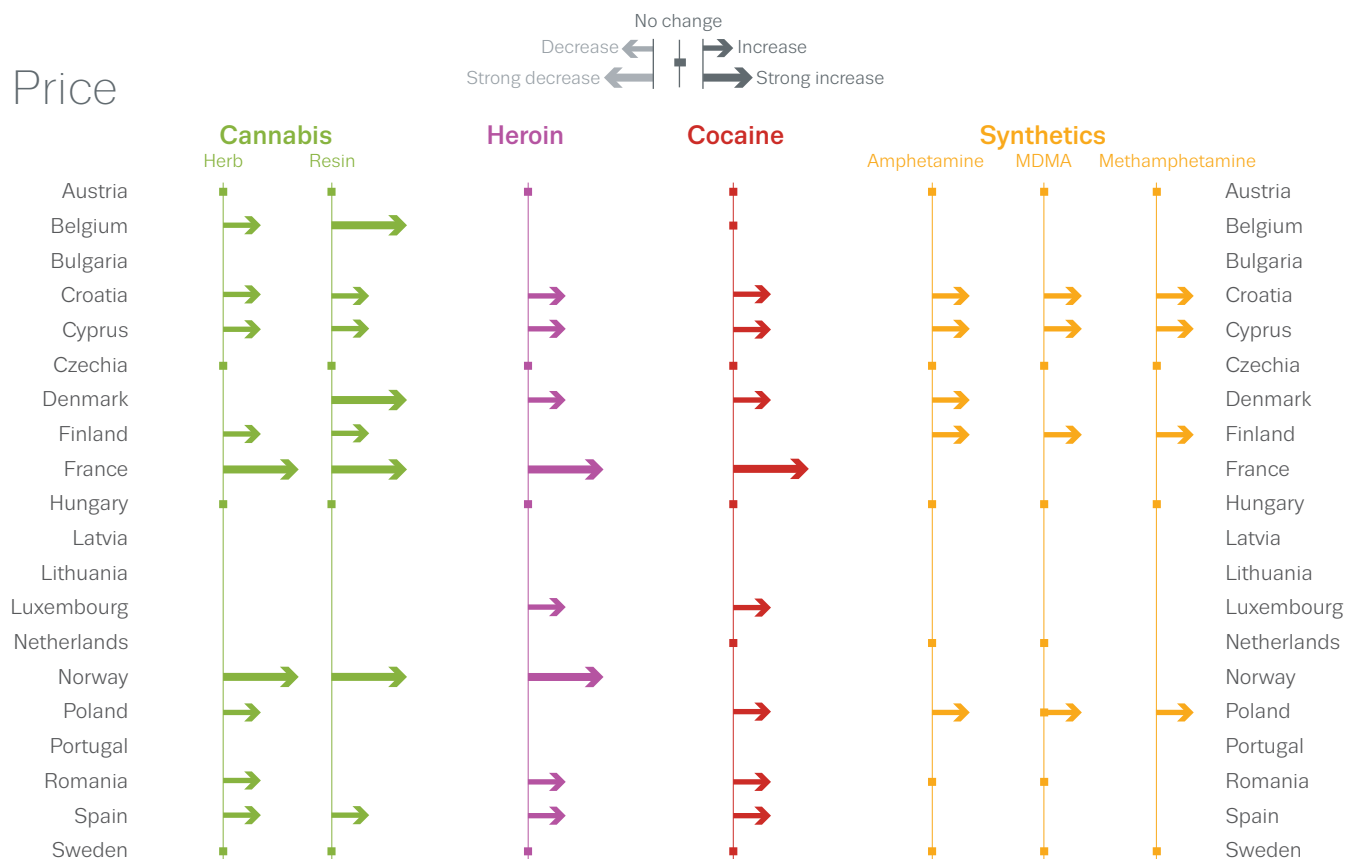 No change
Decrease Increase
Strong decrease Strong increase
Price
Cannabis Heroin Cocaine Synthetics
Herb Resin Amphetamine MDMA Methamphetamine
Austria Austria
Belgium Belgium
Bulgaria Bulgaria
Croatia Croatia
Cyprus Cyprus
Czechia Czechia
Denmark Denmark
Finland Finland
France France
Hungary Hungary
Latvia Latvia
Lithuania Lithuania
Luxembourg Luxembourg
Netherlands Netherlands
Norway Norway
Poland Poland
Portugal Portugal
Romania Romania
Spain Spain
Sweden Sweden